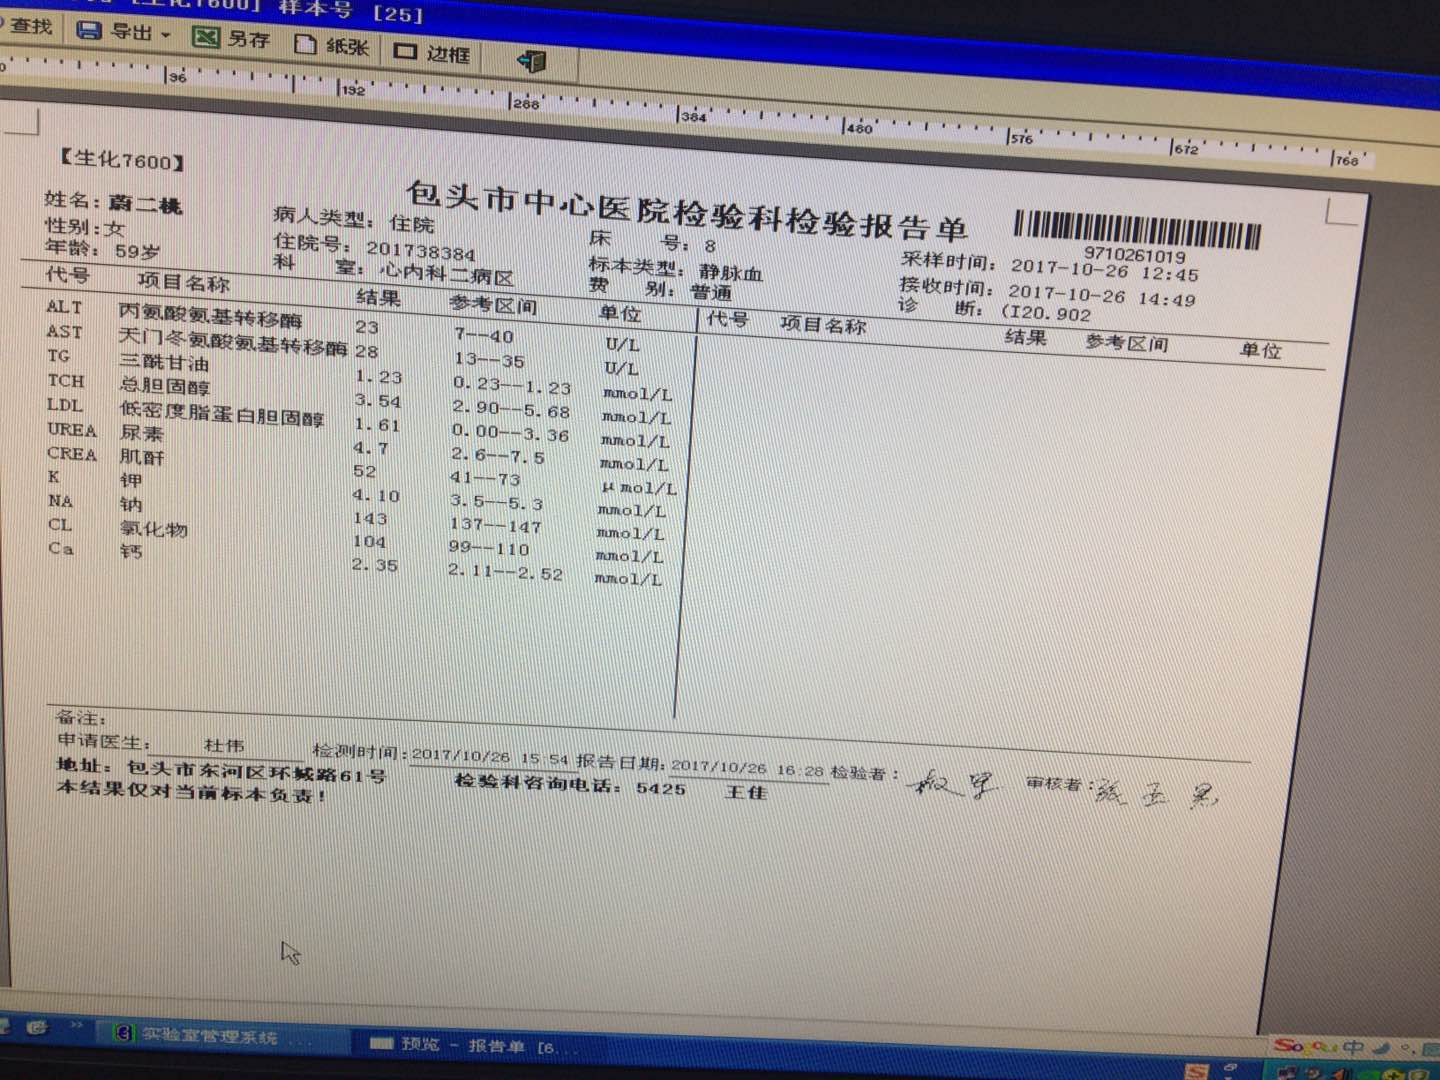 [生化7600] 样本号 [25]
查找 导出 另存 纸张 边框
96 192 288 384 480 576 672 768
【生化7600】
包头市中心医院检验科检验报告单
9710261019
姓名: 蔚二桃 病人类型: 住院 床 号: 8 采样时间: 2017-10-26 12:45
性别: 女 住院号: 201738384 标本类型: 静脉血 接收时间: 2017-10-26 14:49
年龄: 59岁 科 室: 心内科二病区 费 别: 普通 诊 断: (I20.902
代号 项目名称 结果 参考区间 单位 代号 项目名称 结果 参考区间 单位
ALT 丙氨酸氨基转移酶 23 7--40 U/L
AST 天门冬氨酸氨基转移酶 28 13--35 U/L
TG 三酰甘油 1.23 0.23--1.23 mmol/L
TCH 总胆固醇 3.54 2.90--5.68 mmol/L
LDL 低密度脂蛋白胆固醇 1.61 0.00--3.36 mmol/L
UREA 尿素 4.7 2.6--7.5 mmol/L
CREA 肌酐 52 41--73 μmol/L
K 钾 4.10 3.5--5.3 mmol/L
NA 钠 143 137--147 mmol/L
CL 氯化物 104 99--110 mmol/L
Ca 钙 2.35 2.11--2.52 mmol/L
备注:
申请医生: 杜伟 检测时间: 2017/10/26 15:54 报告日期: 2017/10/26 16:28 检验者: 审核者:
地址: 包头市东河区环城路61号 检验科咨询电话: 5425 王佳
本结果仅对当前标本负责!
实验室管理系统 ... 预览 - 报告单 [6... Sogou 中